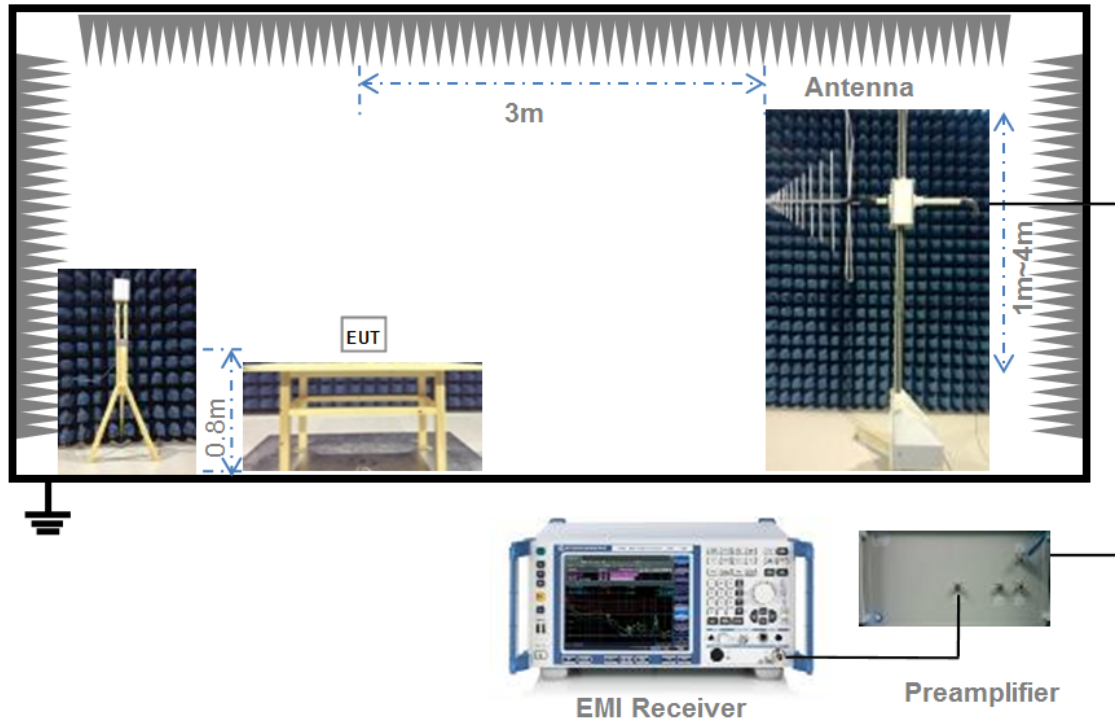 Antenna
3m
1m~4m
EUT
0.8m
EMI Receiver
Preamplifier